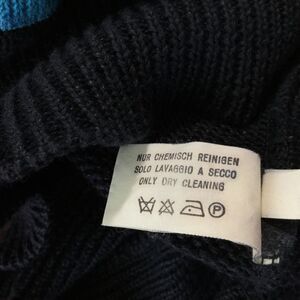 NUR CHEMISCH REINIGEN
SOLO LAVAGGIO A SECCO
ONLY DRY CLEANING
P